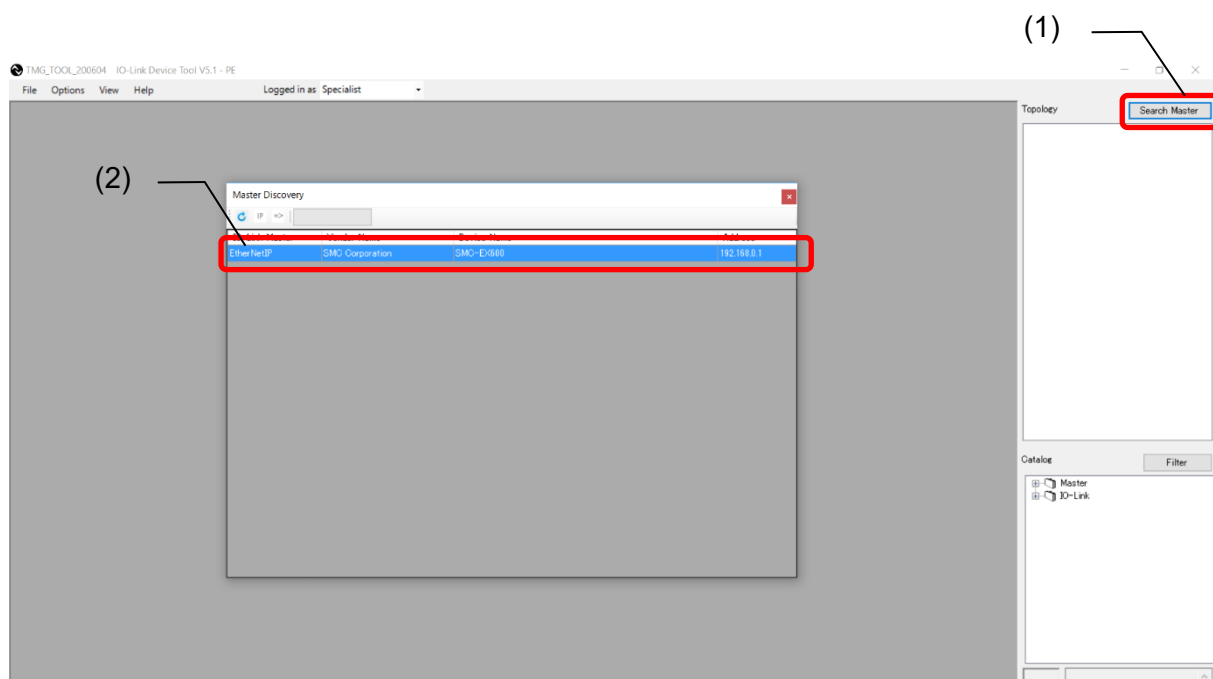 (1)
TMG_TOOL_200604 IO-Link Device Tool V5.1 - PE
File Options View Help Logged in as Specialist
Topology Search Master
(2)
Master Discovery
IP =>
EtherNetIP SMC Corporation SMC-EX600 192.168.0.1
Catalog Filter
Master
IO-Link